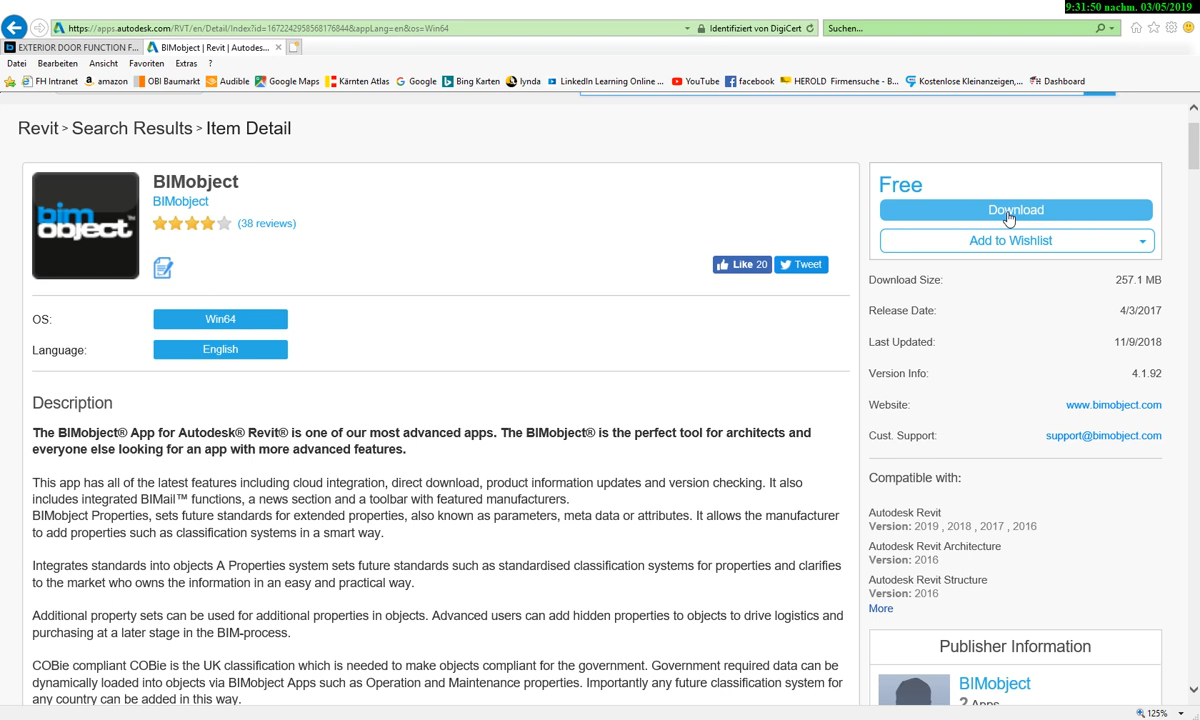 9:31:50 nachm. 03/05/2019
https://apps.autodesk.com/RVT/en/Detail/Index?id=1672242958568176844&appLang=en&os=Win64
Identifiziert von DigiCert
Suchen...
EXTERIOR DOOR FUNCTION F...
BIMobject | Revit | Autodes...
Datei Bearbeiten Ansicht Favoriten Extras ?
FH Intranet amazon OBI Baumarkt Audible Google Maps Kärnten Atlas Google Bing Karten lynda LinkedIn Learning Online ... YouTube facebook HEROLD Firmensuche - B... Kostenlose Kleinanzeigen,... Dashboard
Revit > Search Results > Item Detail
bim object™
BIMobject
BIMobject
(38 reviews)
Like 20 Tweet
OS: Win64
Language: English
Description
The BIMobject® App for Autodesk® Revit® is one of our most advanced apps. The BIMobject® is the perfect tool for architects and
everyone else looking for an app with more advanced features.
This app has all of the latest features including cloud integration, direct download, product information updates and version checking. It also
includes integrated BIMail™ functions, a news section and a toolbar with featured manufacturers.
BIMobject Properties, sets future standards for extended properties, also known as parameters, meta data or attributes. It allows the manufacturer
to add properties such as classification systems in a smart way.
Integrates standards into objects A Properties system sets future standards such as standardised classification systems for properties and clarifies
to the market who owns the information in an easy and practical way.
Additional property sets can be used for additional properties in objects. Advanced users can add hidden properties to objects to drive logistics and
purchasing at a later stage in the BIM-process.
COBie compliant COBie is the UK classification which is needed to make objects compliant for the government. Government required data can be
dynamically loaded into objects via BIMobject Apps such as Operation and Maintenance properties. Importantly any future classification system for
any country can be added in this way.
Free
Download
Add to Wishlist
Download Size: 257.1 MB
Release Date: 4/3/2017
Last Updated: 11/9/2018
Version Info: 4.1.92
Website: www.bimobject.com
Cust. Support: support@bimobject.com
Compatible with:
Autodesk Revit
Version: 2019 , 2018 , 2017 , 2016
Autodesk Revit Architecture
Version: 2016
Autodesk Revit Structure
Version: 2016
More
Publisher Information
BIMobject
2 Apps
125%